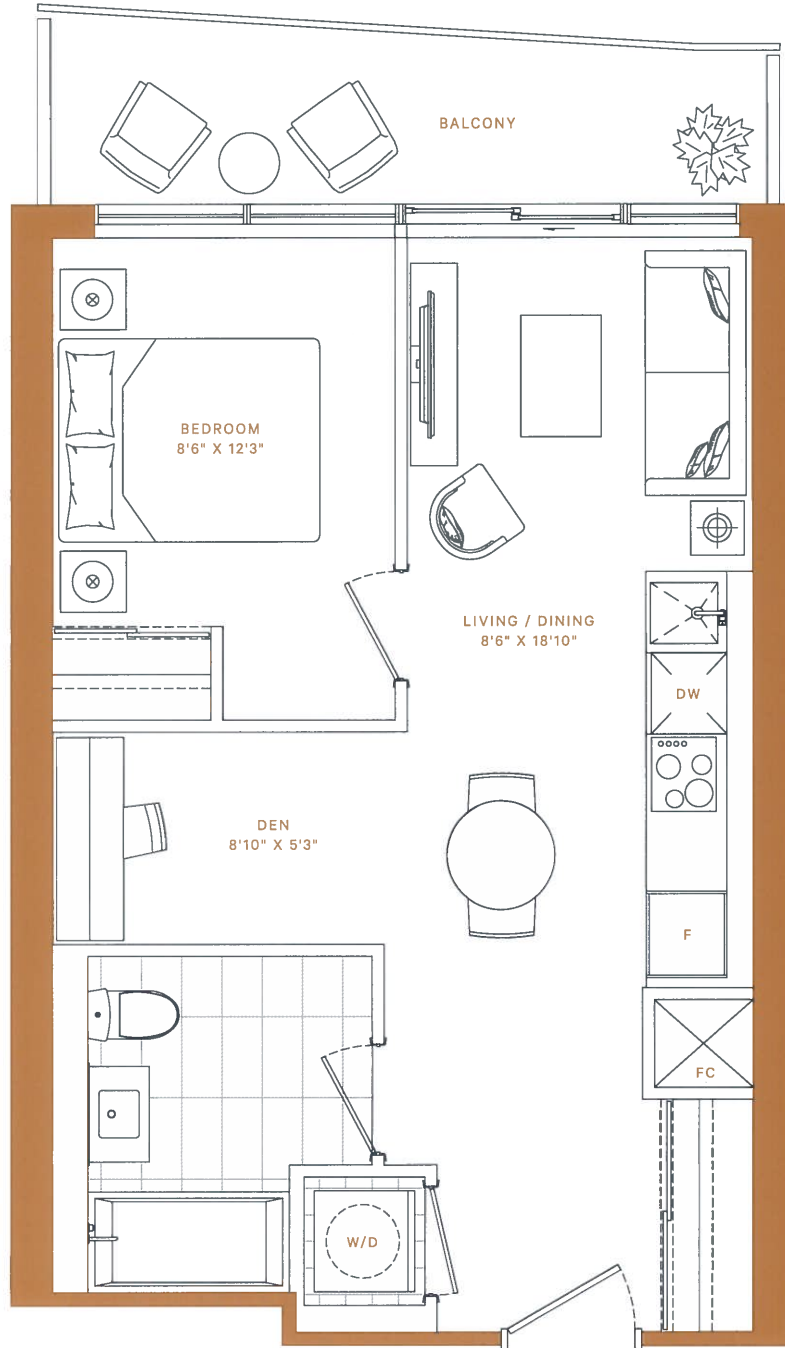 BALCONY
BEDROOM
8'6" X 12'3"
LIVING / DINING
8'6" X 18'10"
DW
DEN
8'10" X 5'3"
F
FC
W/D